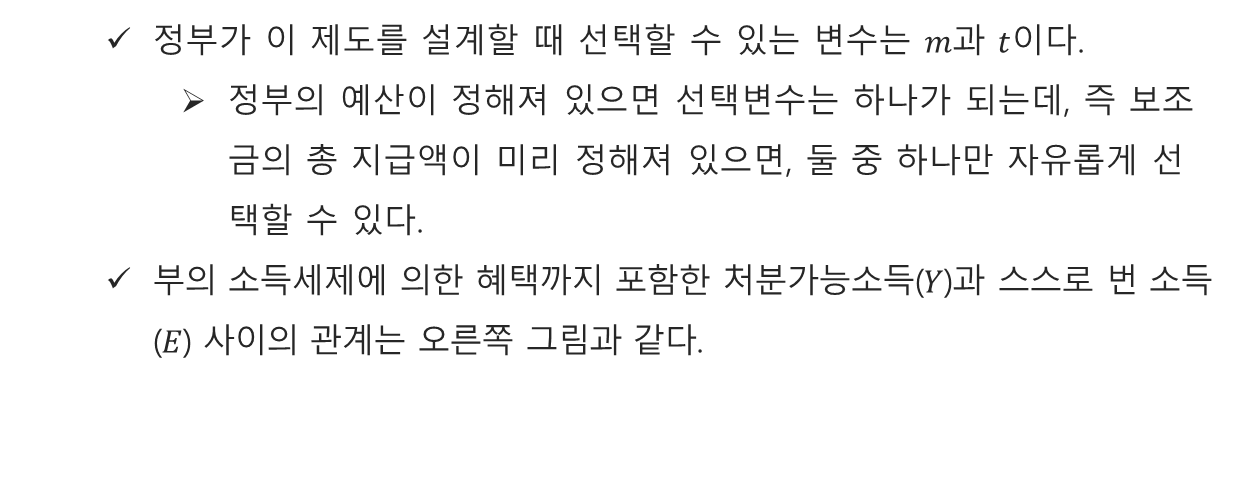 ✓ 정부가 이 제도를 설계할 때 선택할 수 있는 변수는 m과 t이다.
➢ 정부의 예산이 정해져 있으면 선택변수는 하나가 되는데, 즉 보조
금의 총 지급액이 미리 정해져 있으면, 둘 중 하나만 자유롭게 선
택할 수 있다.
✓ 부의 소득세제에 의한 혜택까지 포함한 처분가능소득(Y)과 스스로 번 소득
(E) 사이의 관계는 오른쪽 그림과 같다.